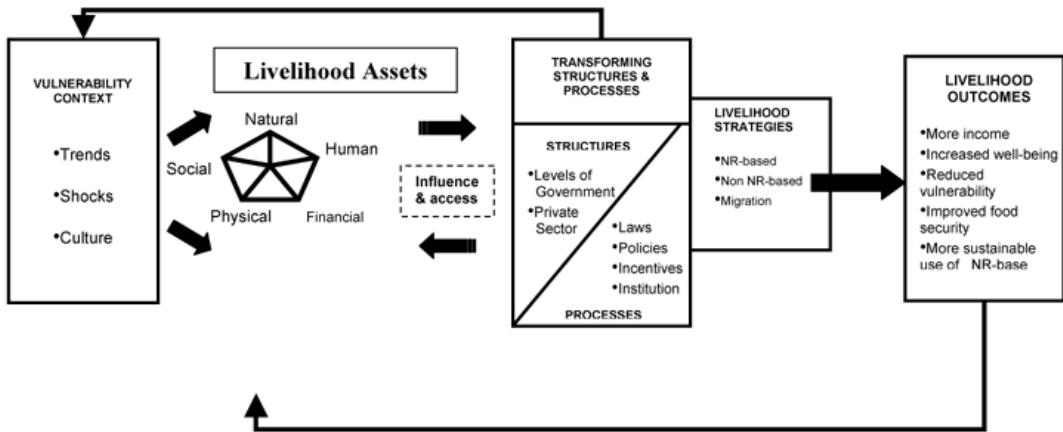 VULNERABILITY
CONTEXT
•Trends
•Shocks
•Culture
Livelihood Assets
Natural
Human
Social
Physical
Financial
Influence
& access
TRANSFORMING
STRUCTURES &
PROCESSES
STRUCTURES
•Levels of
Government
•Private
Sector
•Laws
•Policies
•Incentives
•Institution
PROCESSES
LIVELIHOOD
STRATEGIES
•NR-based
•Non NR-based
•Migration
LIVELIHOOD
OUTCOMES
•More income
•Increased well-being
•Reduced
vulnerability
•Improved food
security
•More sustainable
use of NR-base